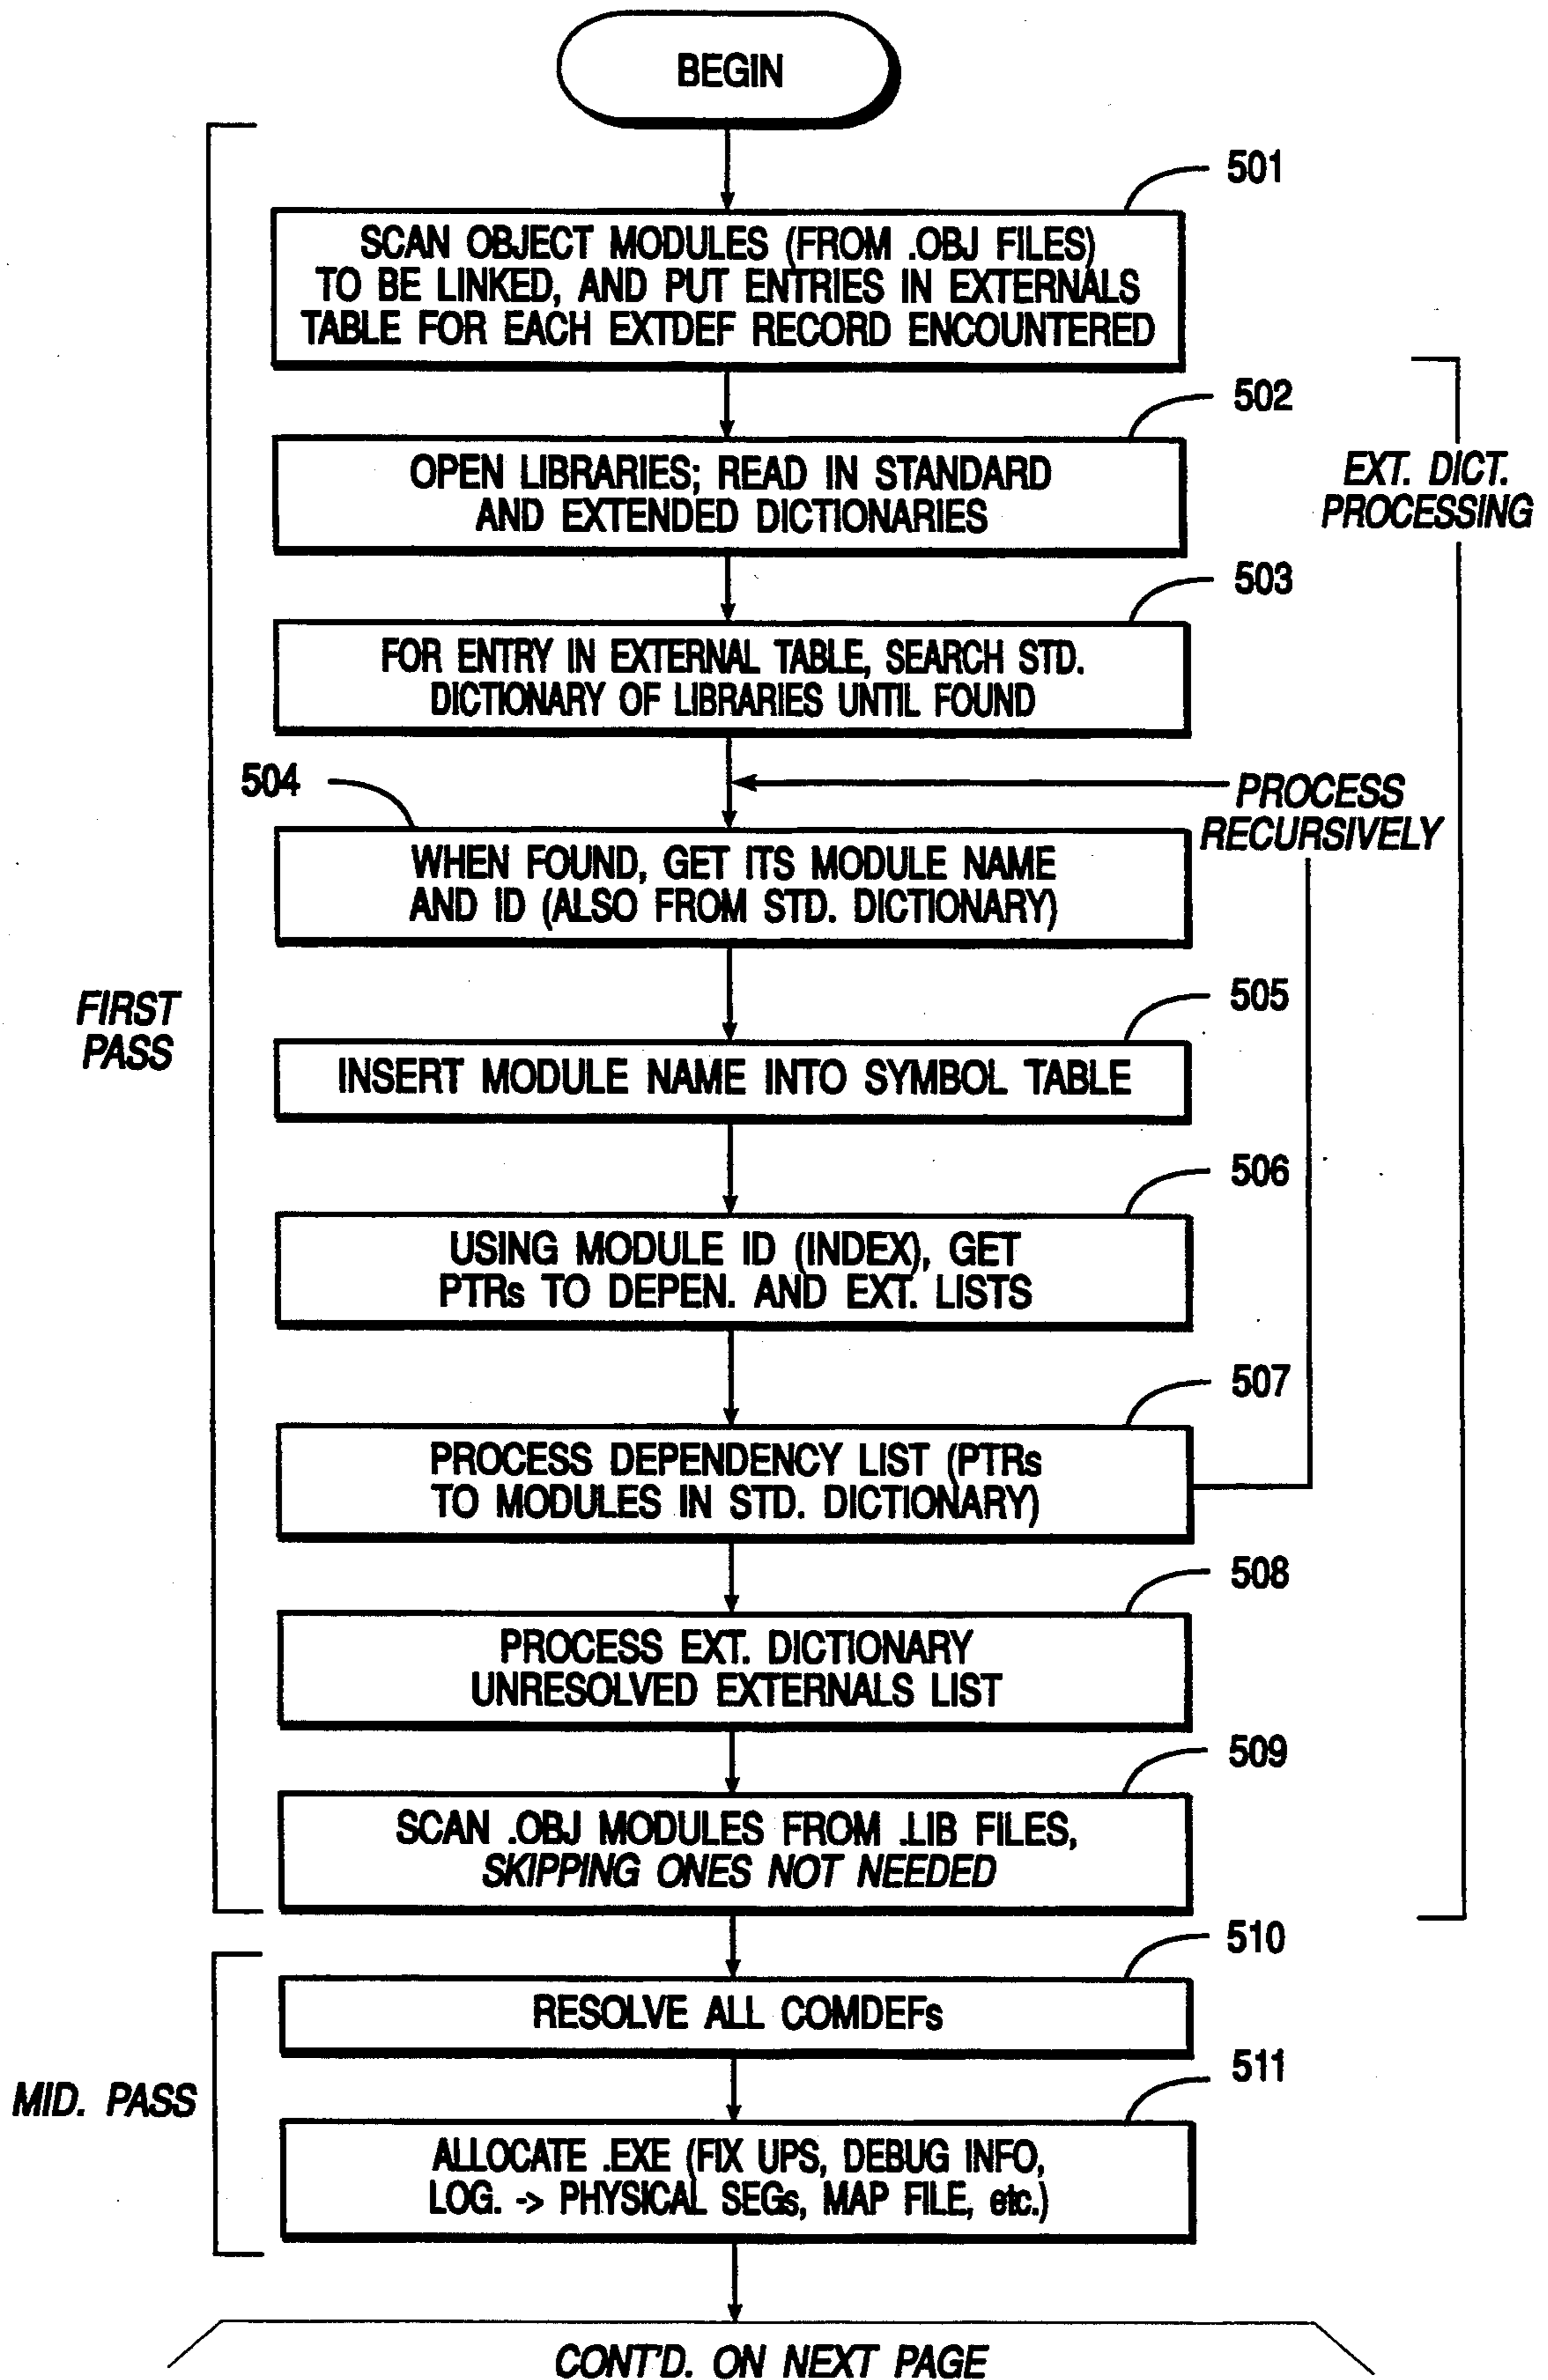 BEGIN
501
SCAN OBJECT MODULES (FROM .OBJ FILES)
TO BE LINKED, AND PUT ENTRIES IN EXTERNALS
TABLE FOR EACH EXTDEF RECORD ENCOUNTERED
502
OPEN LIBRARIES; READ IN STANDARD
AND EXTENDED DICTIONARIES
EXT. DICT.
PROCESSING
503
FOR ENTRY IN EXTERNAL TABLE, SEARCH STD.
DICTIONARY OF LIBRARIES UNTIL FOUND
504
PROCESS
RECURSIVELY
WHEN FOUND, GET ITS MODULE NAME
AND ID (ALSO FROM STD. DICTIONARY)
FIRST
PASS
505
INSERT MODULE NAME INTO SYMBOL TABLE
506
USING MODULE ID (INDEX), GET
PTRs TO DEPEN. AND EXT. LISTS
507
PROCESS DEPENDENCY LIST (PTRs
TO MODULES IN STD. DICTIONARY)
508
PROCESS EXT. DICTIONARY
UNRESOLVED EXTERNALS LIST
509
SCAN .OBJ MODULES FROM .LIB FILES,
SKIPPING ONES NOT NEEDED
510
RESOLVE ALL COMDEFs
MID. PASS
511
ALLOCATE .EXE (FIX UPS, DEBUG INFO,
LOG. -> PHYSICAL SEGs, MAP FILE, etc.)
CONT'D. ON NEXT PAGE